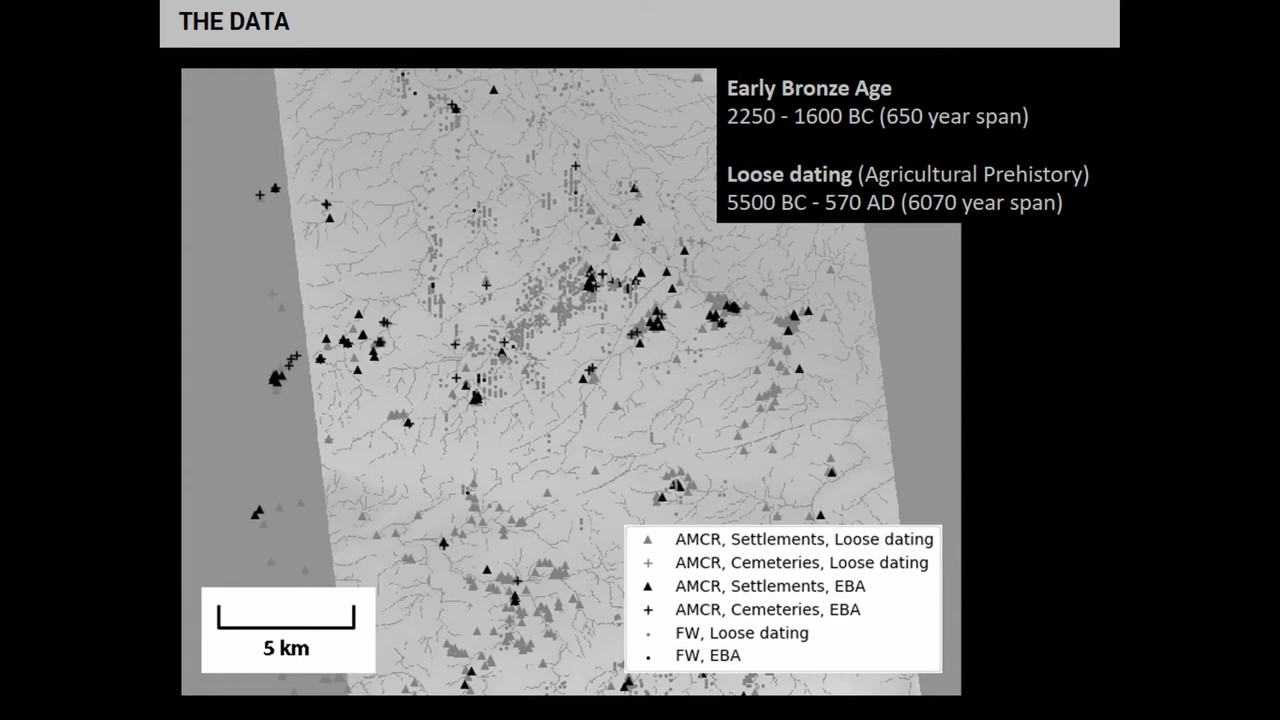 THE DATA
Early Bronze Age
2250 - 1600 BC (650 year span)
Loose dating (Agricultural Prehistory)
5500 BC - 570 AD (6070 year span)
AMCR, Settlements, Loose dating
AMCR, Cemeteries, Loose dating
AMCR, Settlements, EBA
AMCR, Cemeteries, EBA
FW, Loose dating
FW, EBA
5 km